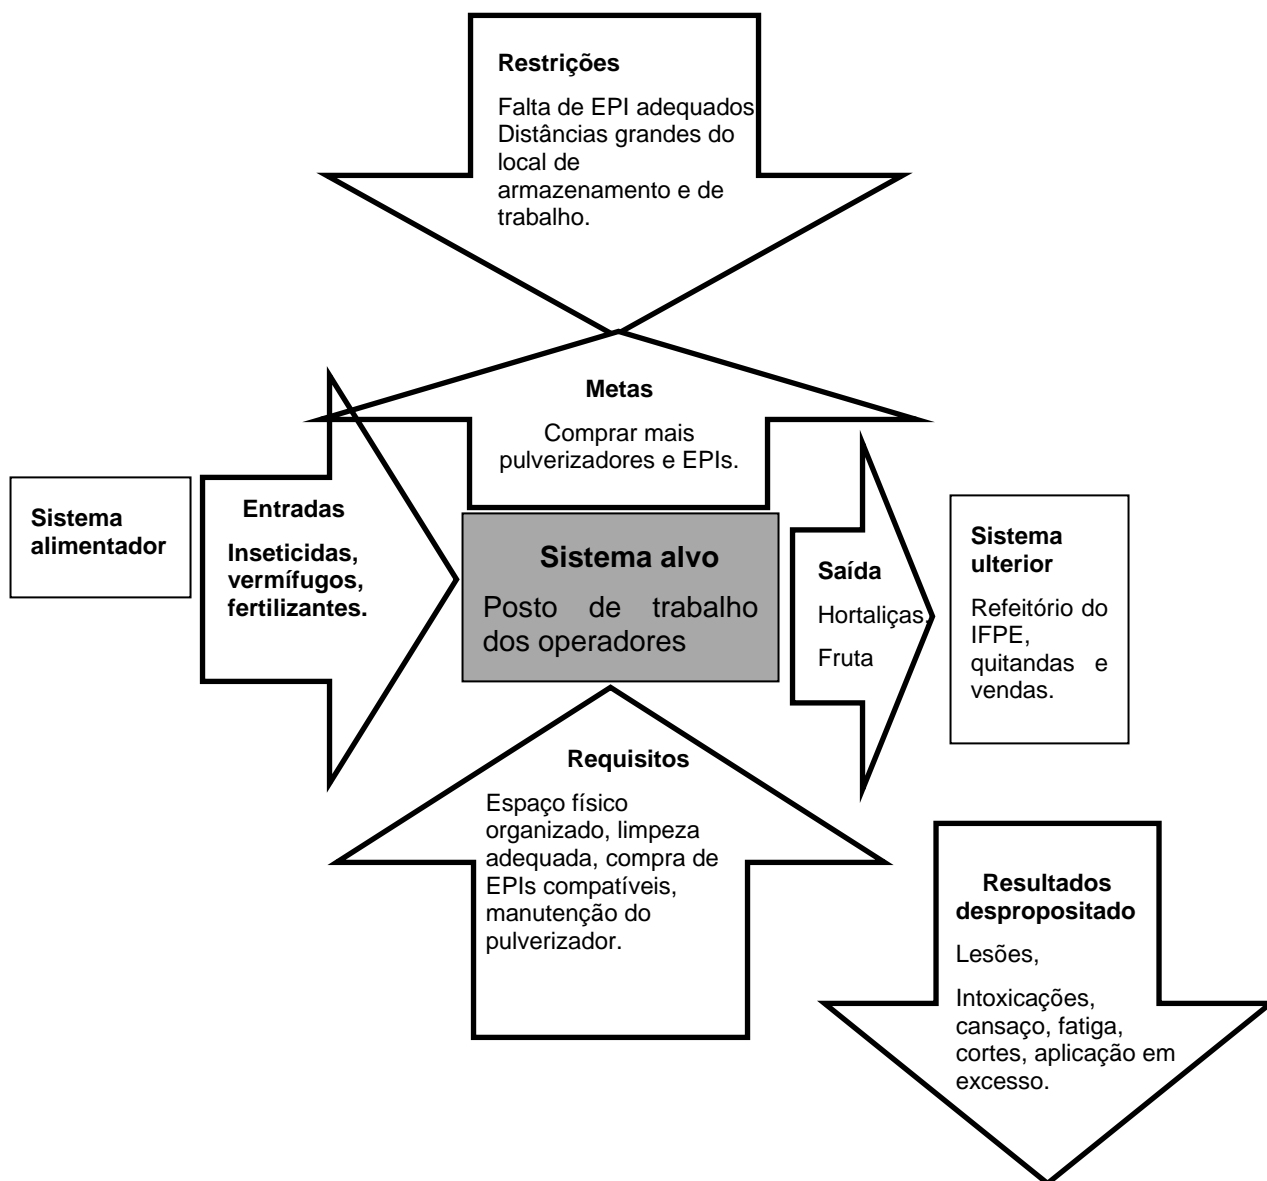 Restrições
Falta de EPI adequados
Distâncias grandes do
local de
armazenamento e de
trabalho.
Metas
Comprar mais
pulverizadores e EPIs.
Sistema
alimentador
Entradas
Inseticidas,
vermífugos,
fertilizantes.
Sistema alvo
Posto de trabalho
dos operadores
Saída
Hortaliças,
Fruta
Sistema
ulterior
Refeitório do
IFPE,
quitandas e
vendas.
Requisitos
Espaço físico
organizado, limpeza
adequada, compra de
EPIs compatíveis,
manutenção do
pulverizador.
Resultados
despropositado
Lesões,
Intoxicações,
cansaço, fatiga,
cortes, aplicação em
excesso.